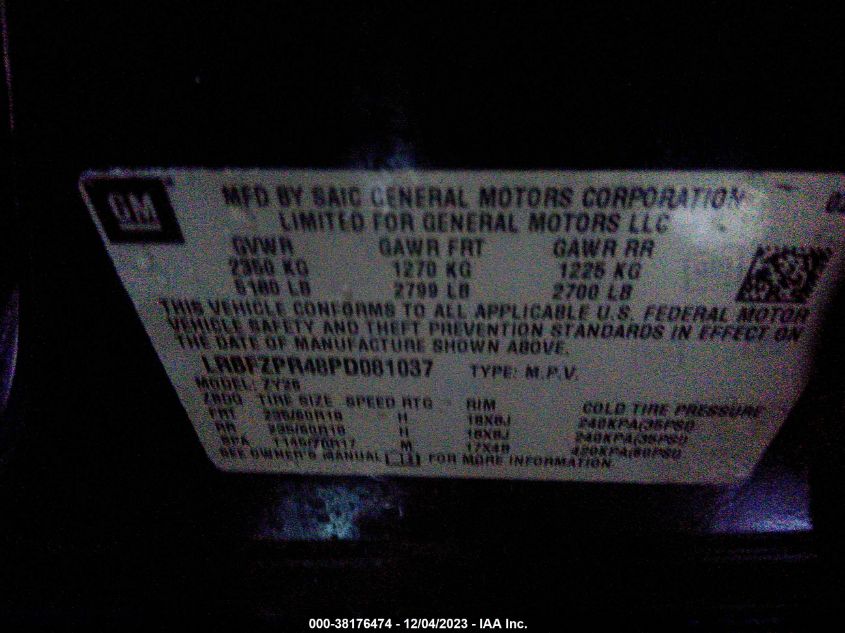 GM
MFD BY SAIC GENERAL MOTORS CORPORATION
LIMITED FOR GENERAL MOTORS LLC
GVWR GAWR FRT GAWR RR
2350 KG 1270 KG 1225 KG
5180 LB 2799 LB 2700 LB
THIS VEHICLE CONFORMS TO ALL APPLICABLE U.S. FEDERAL MOTOR
VEHICLE SAFETY AND THEFT PREVENTION STANDARDS IN EFFECT ON
THE DATE OF MANUFACTURE SHOWN ABOVE.
LRBFZPR48PD081037 TYPE: M.P.V.
MODEL: ZY26
TIRE SIZE SPEED RTG RIM COLD TIRE PRESSURE
FRT 235/60R18 H 18X8J 240KPA(35PSI)
RR 235/60R18 H 18X8J 240KPA(35PSI)
SPA T145/70R17 M 17X4B 420KPA(60PSI)
SEE OWNER'S MANUAL FOR MORE INFORMATION.
000-38176474 - 12/04/2023 - IAA Inc.